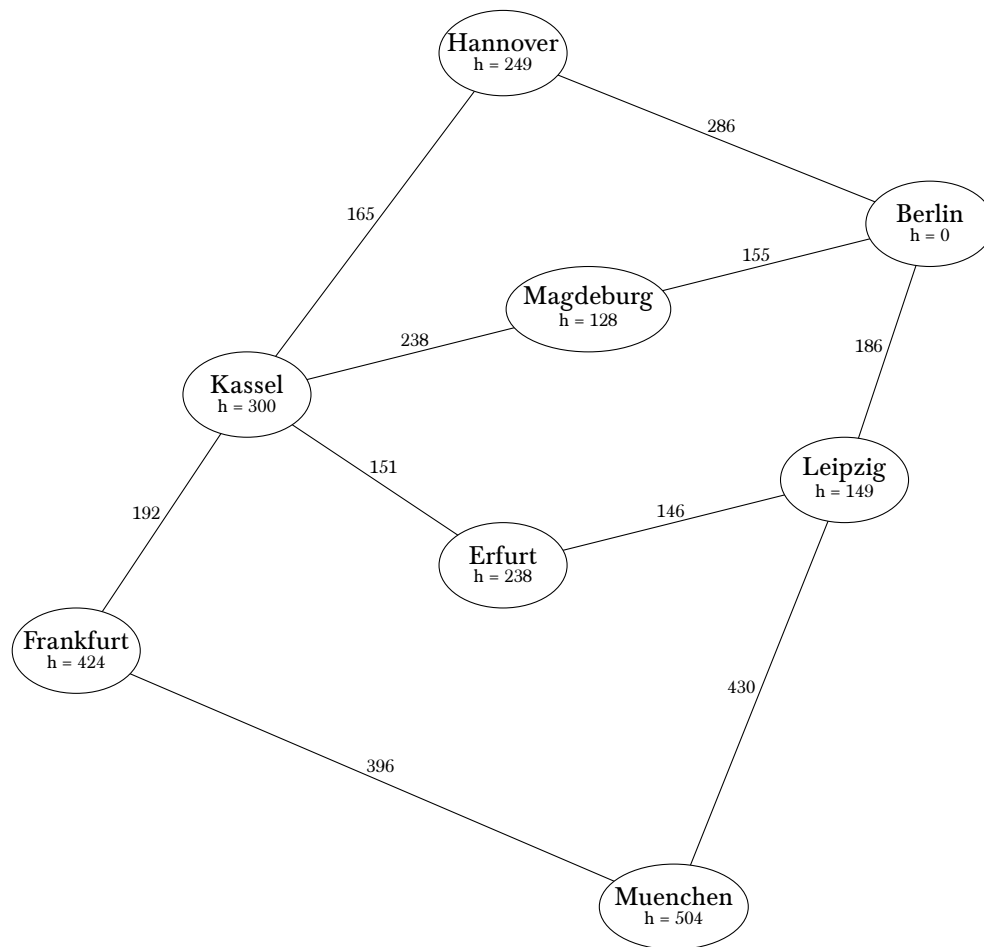 Hannover
h = 249
286
Berlin
h = 0
165
155
Magdeburg
h = 128
238
186
Kassel
h = 300
151
Leipzig
h = 149
192
146
Erfurt
h = 238
Frankfurt
h = 424
430
396
Muenchen
h = 504